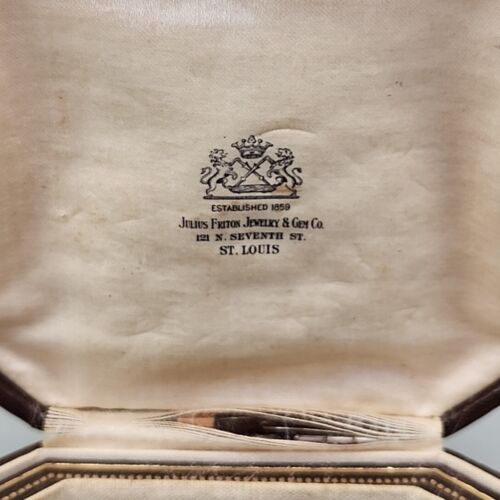 ESTABLISHED 1859
JULIUS FRITON JEWELRY & GEM CO.
121 N. SEVENTH ST.
ST. LOUIS